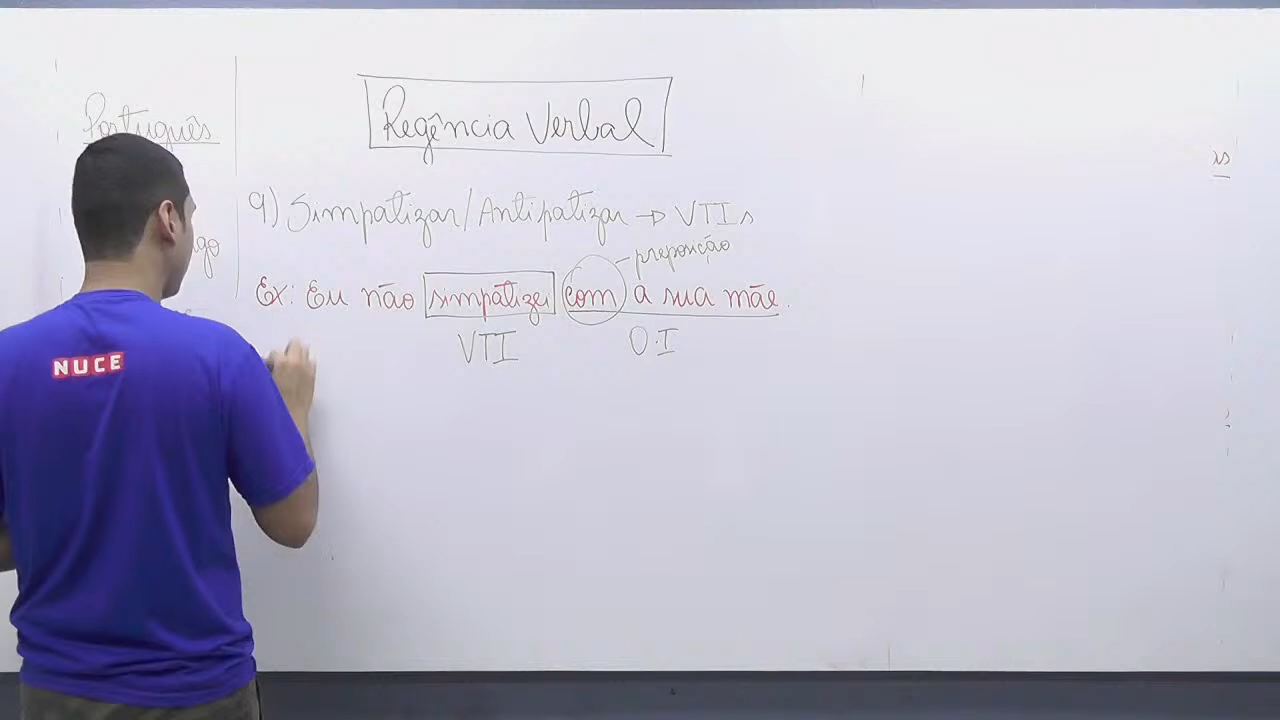 Português
Regência Verbal
9) Simpatizar/Antipatizar → VTIs
preposição
Ex: Eu não simpatizei com a sua mãe.
VTI O.I
NUCE